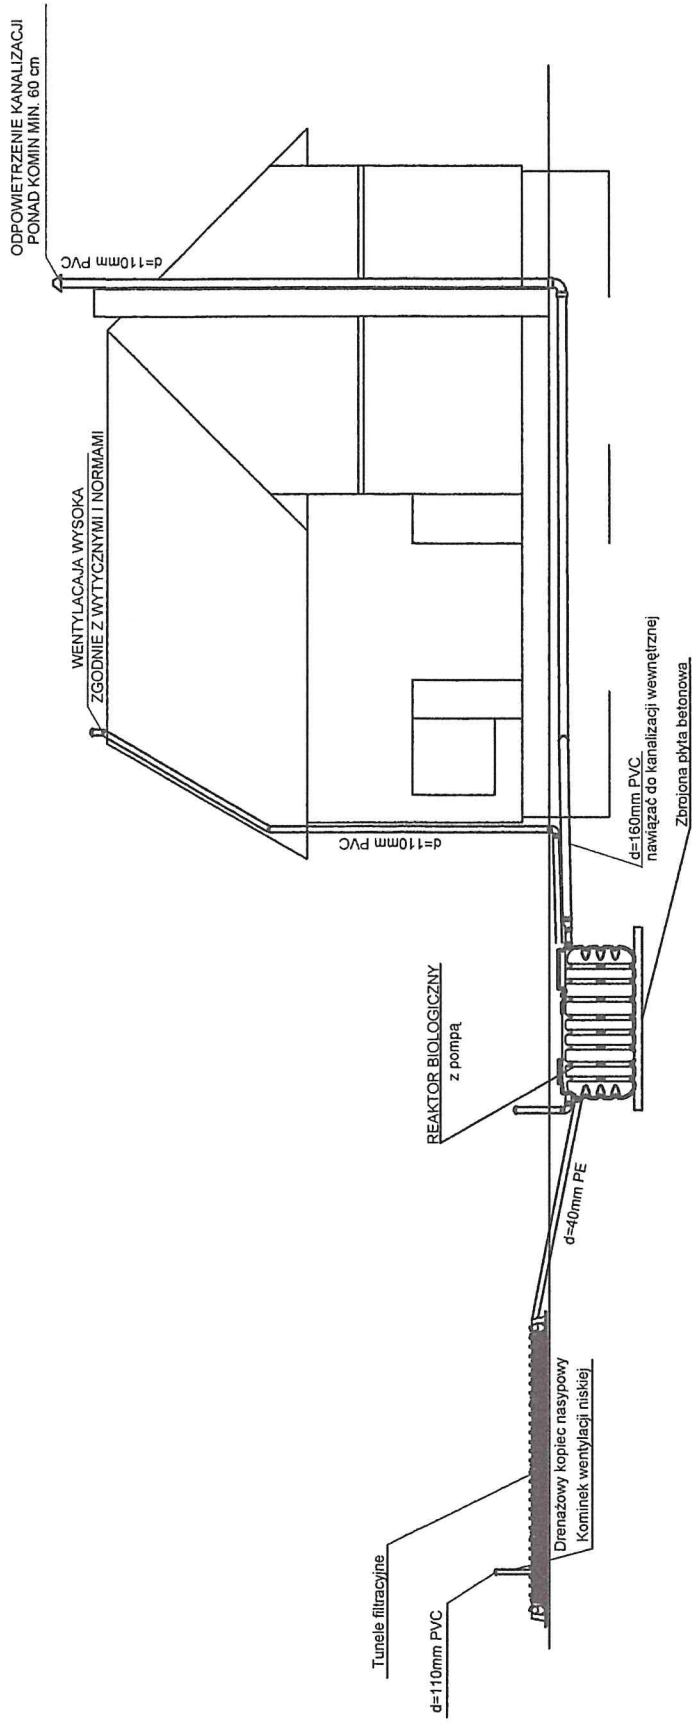 Tunele filtracyjne
d=110mm PVC
Drenażowy kopiec nasypowy
Kominek wentylacji niskiej
d=40mm PE
REAKTOR BIOLOGICZNY
z pompą
WENTYLACAJA WYSOKA
ZGODNIE Z WYTYCZNYMI I NORMAMI
d=110mm PVC
d=160mm PVC
nawiązać do kanalizacji wewnętrznej
Zbrojona płyta betonowa
ODPOWIETRZENIE KANALIZACJI
PONAD KOMIN MIN. 60 cm
d=110mm PVC